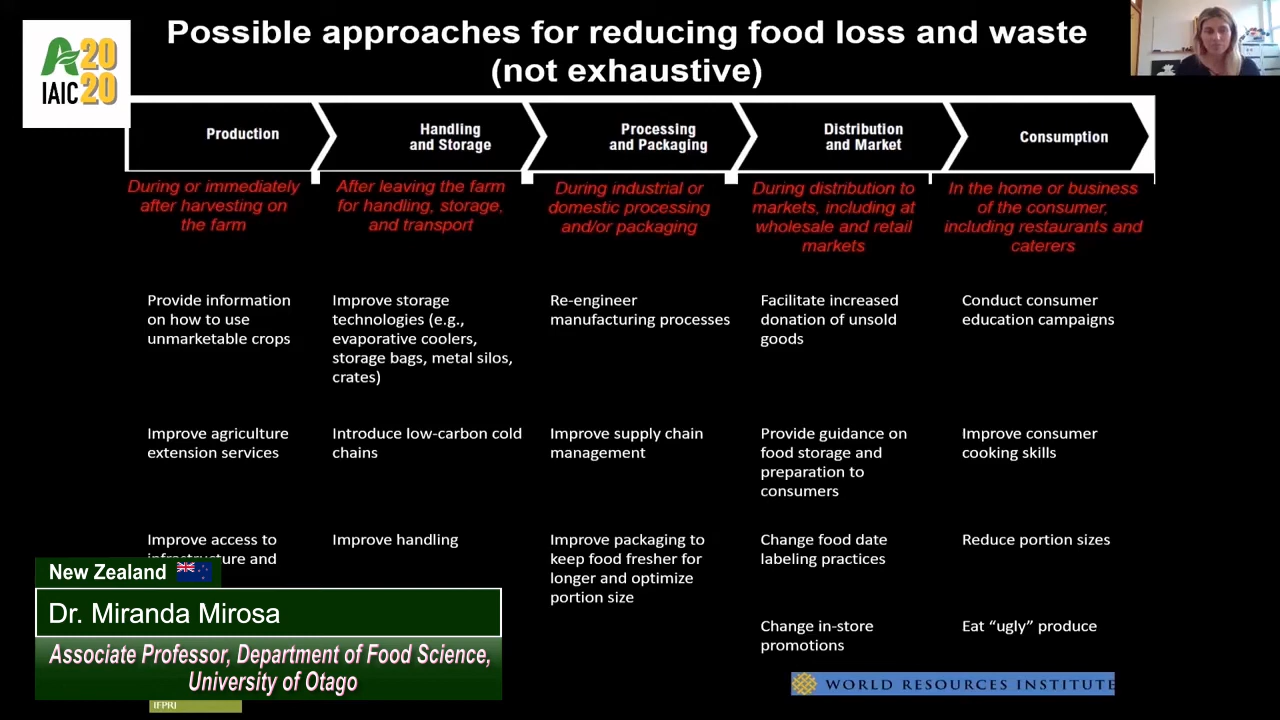 Possible approaches for reducing food loss and waste
(not exhaustive)
A 20
IAIC 20
Production
Handling
and Storage
Processing
and Packaging
Distribution
and Market
Consumption
During or immediately
after harvesting on
the farm
After leaving the farm
for handling, storage,
and transport
During industrial or
domestic processing
and/or packaging
During distribution to
markets, including at
wholesale and retail
markets
In the home or business
of the consumer,
including restaurants and
caterers
Provide information
on how to use
unmarketable crops
Improve storage
technologies (e.g.,
evaporative coolers,
storage bags, metal silos,
crates)
Re-engineer
manufacturing processes
Facilitate increased
donation of unsold
goods
Conduct consumer
education campaigns
Improve agriculture
extension services
Introduce low-carbon cold
chains
Improve supply chain
management
Provide guidance on
food storage and
preparation to
consumers
Improve consumer
cooking skills
Improve access to
infrastructure and
Improve handling
Improve packaging to
keep food fresher for
longer and optimize
portion size
Change food date
labeling practices
Reduce portion sizes
Change in-store
promotions
Eat “ugly” produce
New Zealand
Dr. Miranda Mirosa
Associate Professor, Department of Food Science,
University of Otago
IFPRI
WORLD RESOURCES INSTITUTE